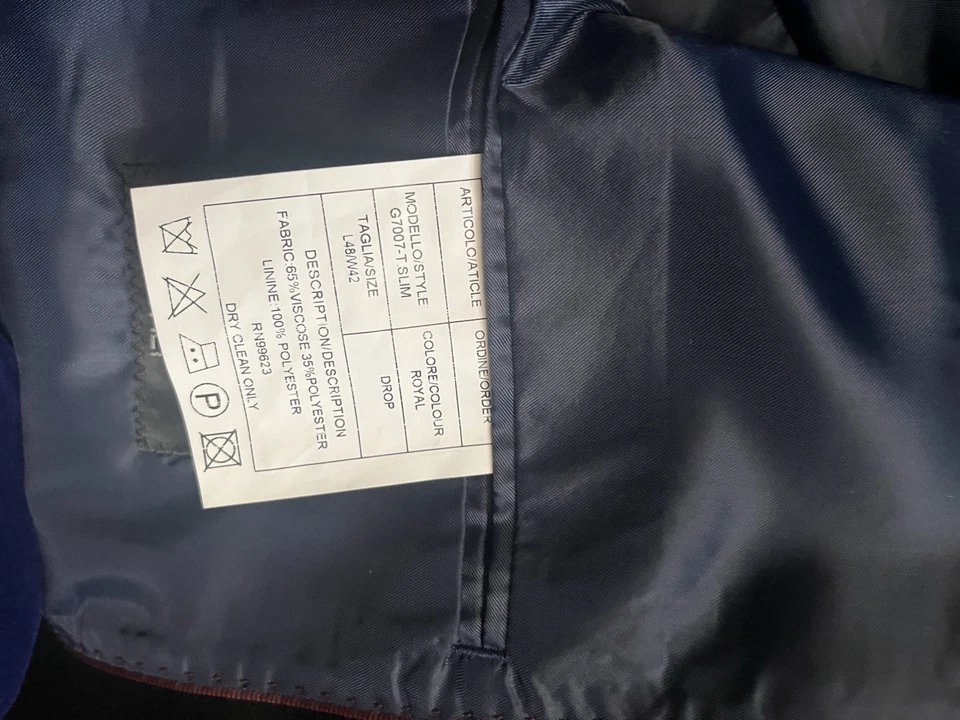 ARTICOLO/ATICLE
ORDINE/ORDER
MODELLO/STYLE
G7007-T SLIM
COLORE/COLOUR
ROYAL
TAGLIA/SIZE
L48/W42
DROP
DESCRIPTION/DESCRIPTION
FABRIC:65%VISCOSE 35%POLYESTER
LININE:100% POLYESTER
RN99623
DRY CLEAN ONLY
P